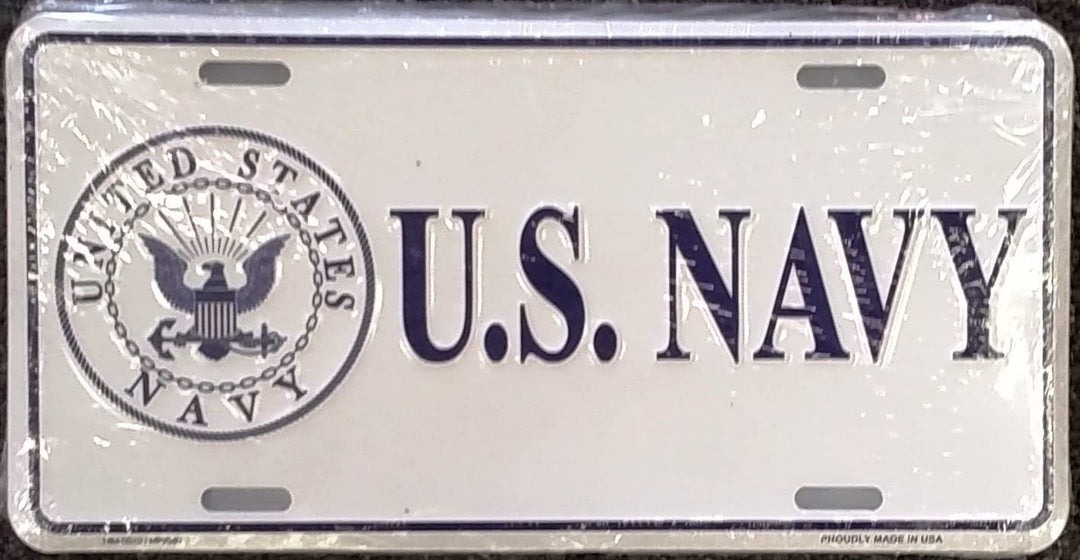 UNITED STATES
NAVY
U.S. NAVY
PROUDLY MADE IN USA